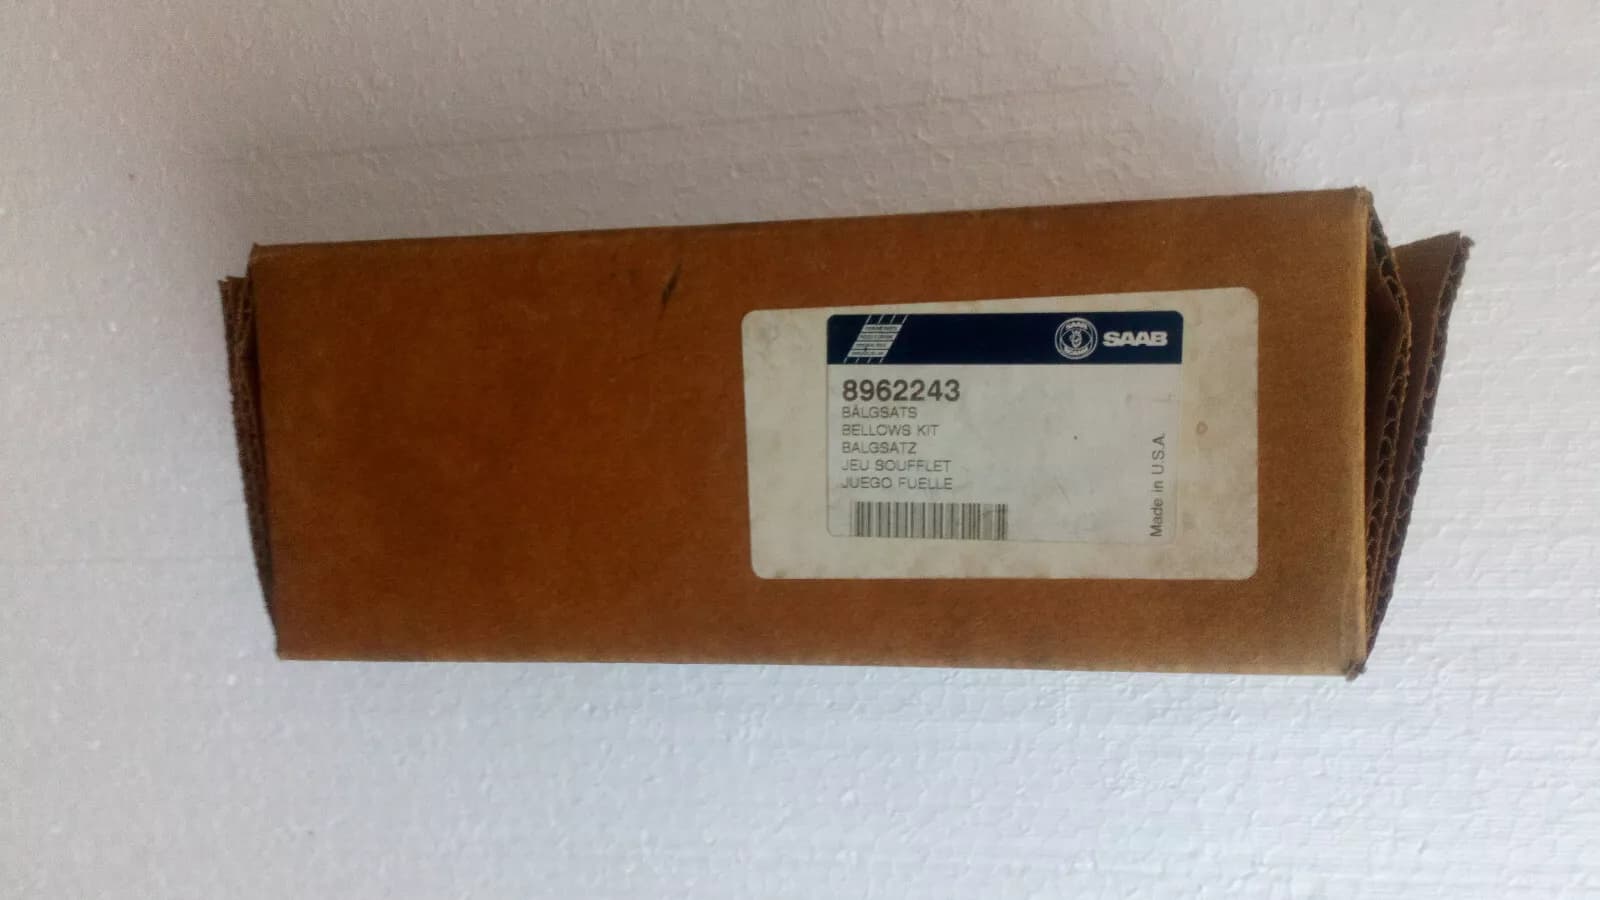 SAAB
8962243
BÄLGSATS
BELLOWS KIT
BALGSATZ
JEU SOUFFLET
JUEGO FUELLE
Made in U.S.A.